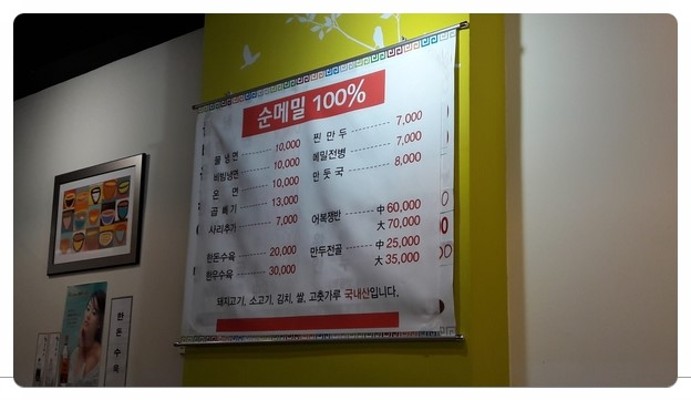 순메밀 100%
물 냉 면 10,000
비빔냉면 10,000
온 면 10,000
곱 빼 기 13,000
사리추가 7,000
한돈수육 20,000
한우수육 30,000
찐 만 두 7,000
메밀전병 7,000
만 둣 국 8,000
어복쟁반 中 60,000
大 70,000
만두전골 中 25,000
大 35,000
돼지고기, 소고기, 김치, 쌀, 고춧가루 국내산입니다.
한돈수육